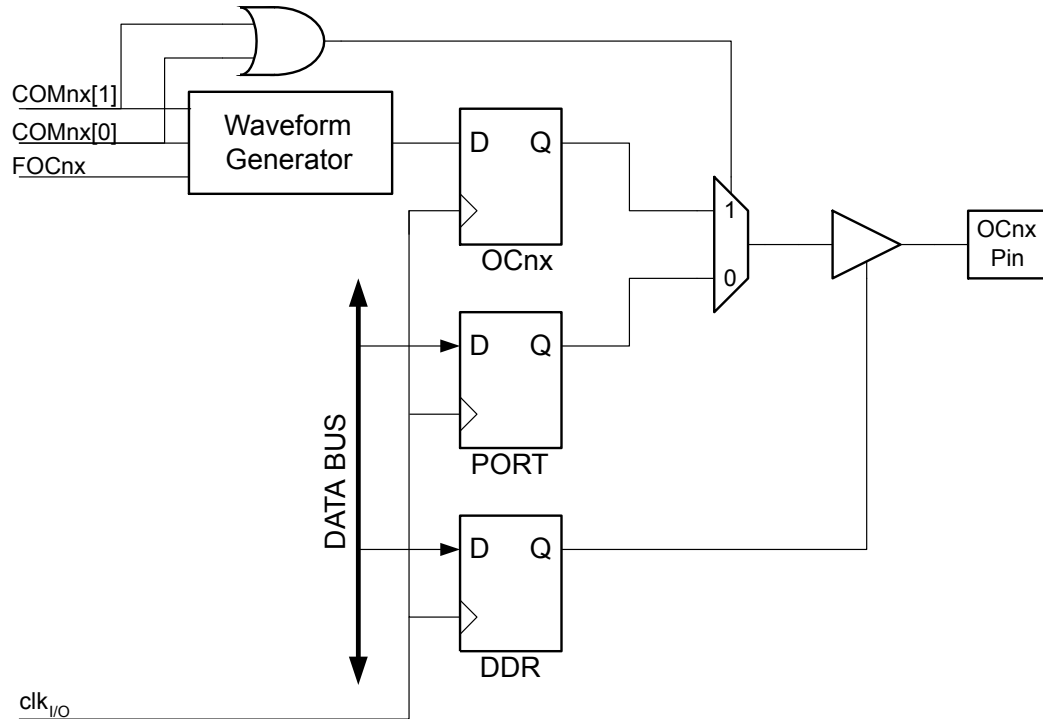 COMnx[1]
COMnx[0]
FOCnx
Waveform
Generator
D Q
OCnx
1
0
OCnx
Pin
D Q
PORT
DATA BUS
D Q
DDR
clkI/O